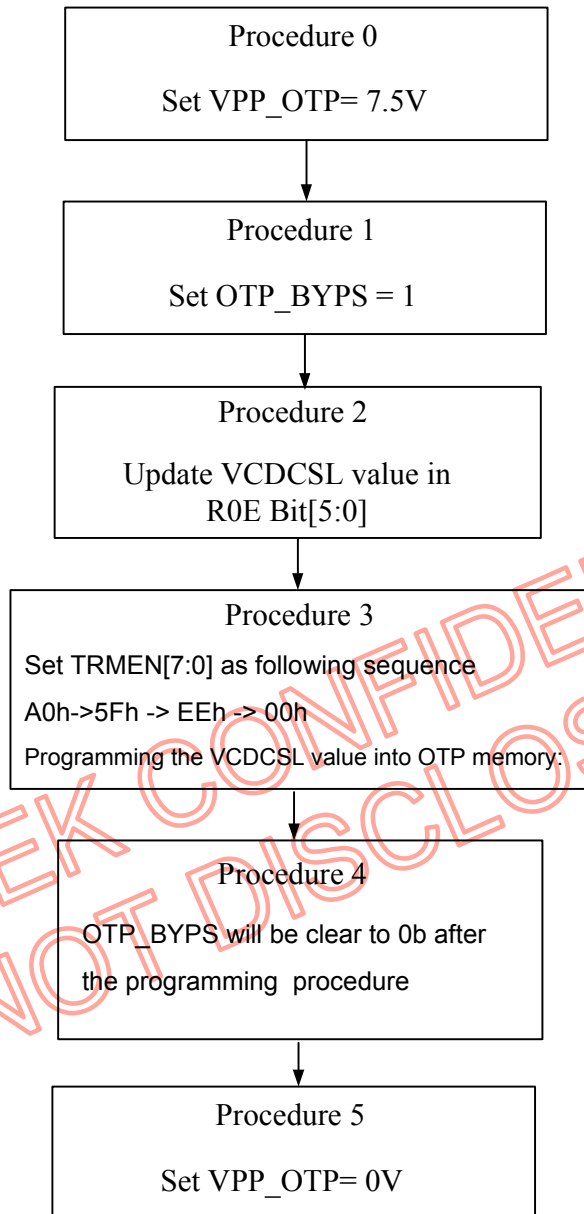 Procedure 0
Set VPP_OTP= 7.5V
Procedure 1
Set OTP_BYPS = 1
Procedure 2
Update VCDCSL value in
R0E Bit[5:0]
Procedure 3
Set TRMEN[7:0] as following sequence
A0h->5Fh -> EEh -> 00h
Programming the VCDCSL value into OTP memory:
Procedure 4
OTP_BYPS will be clear to 0b after
the programming procedure
Procedure 5
Set VPP_OTP= 0V
NOT